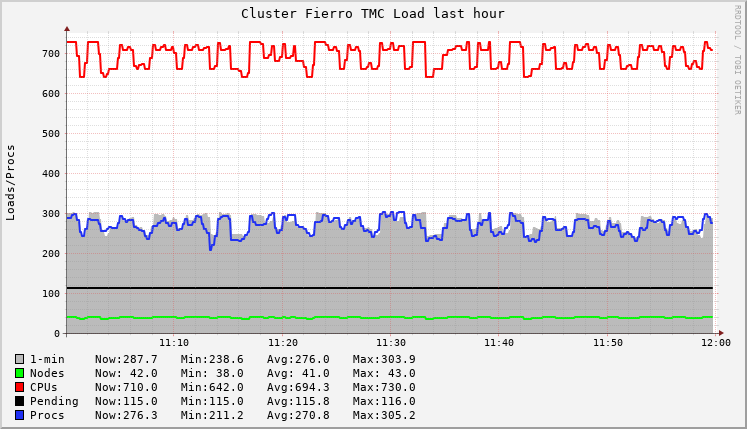 Cluster Fierro TMC Load last hour
RRDTOOL / TOBI OETIKER
Loads/Procs
700
600
500
400
300
200
100
0
11:10 11:20 11:30 11:40 11:50 12:00
1-min Now:287.7 Min:238.6 Avg:276.0 Max:303.9
Nodes Now: 42.0 Min: 38.0 Avg: 41.0 Max: 43.0
CPUs Now:710.0 Min:642.0 Avg:694.3 Max:730.0
Pending Now:115.0 Min:115.0 Avg:115.8 Max:116.0
Procs Now:276.3 Min:211.2 Avg:270.8 Max:305.2